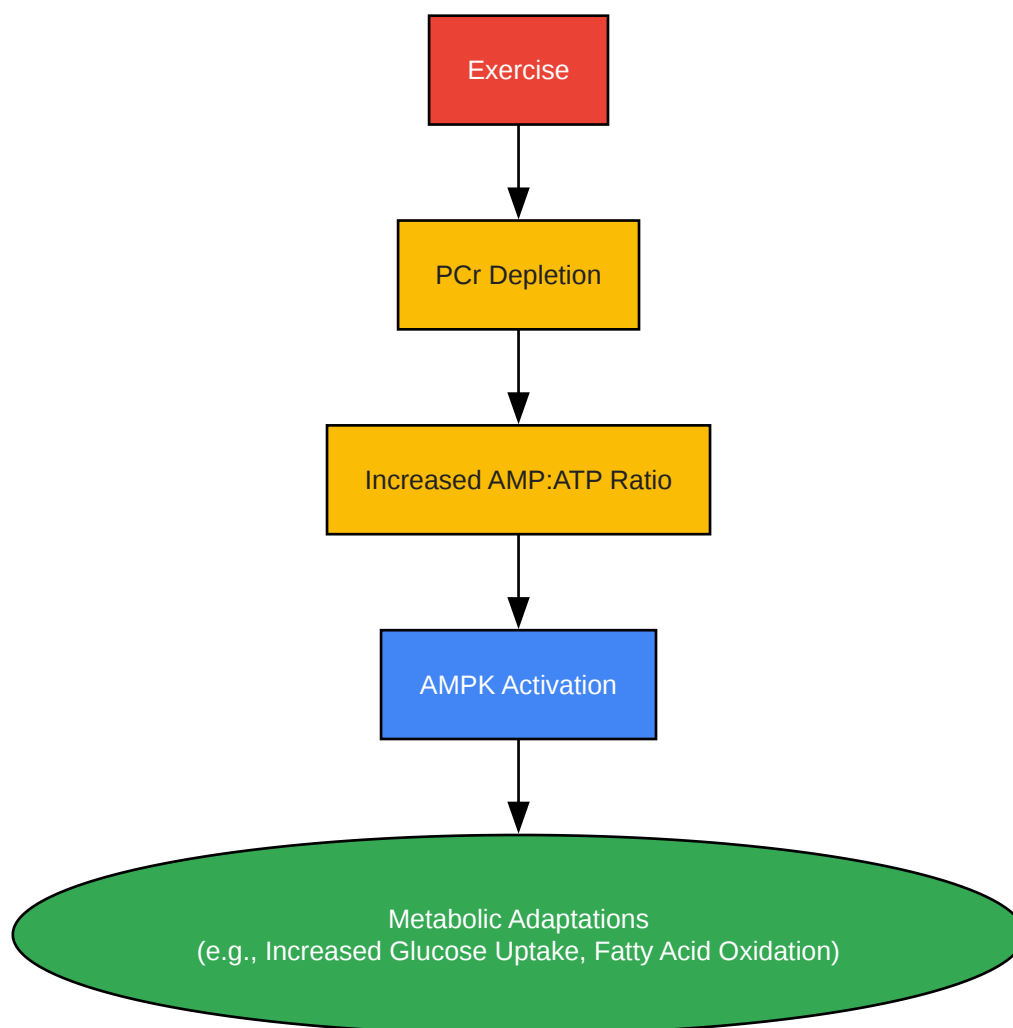 Exercise
PCr Depletion
Increased AMP:ATP Ratio
AMPK Activation
Metabolic Adaptations
(e.g., Increased Glucose Uptake, Fatty Acid Oxidation)